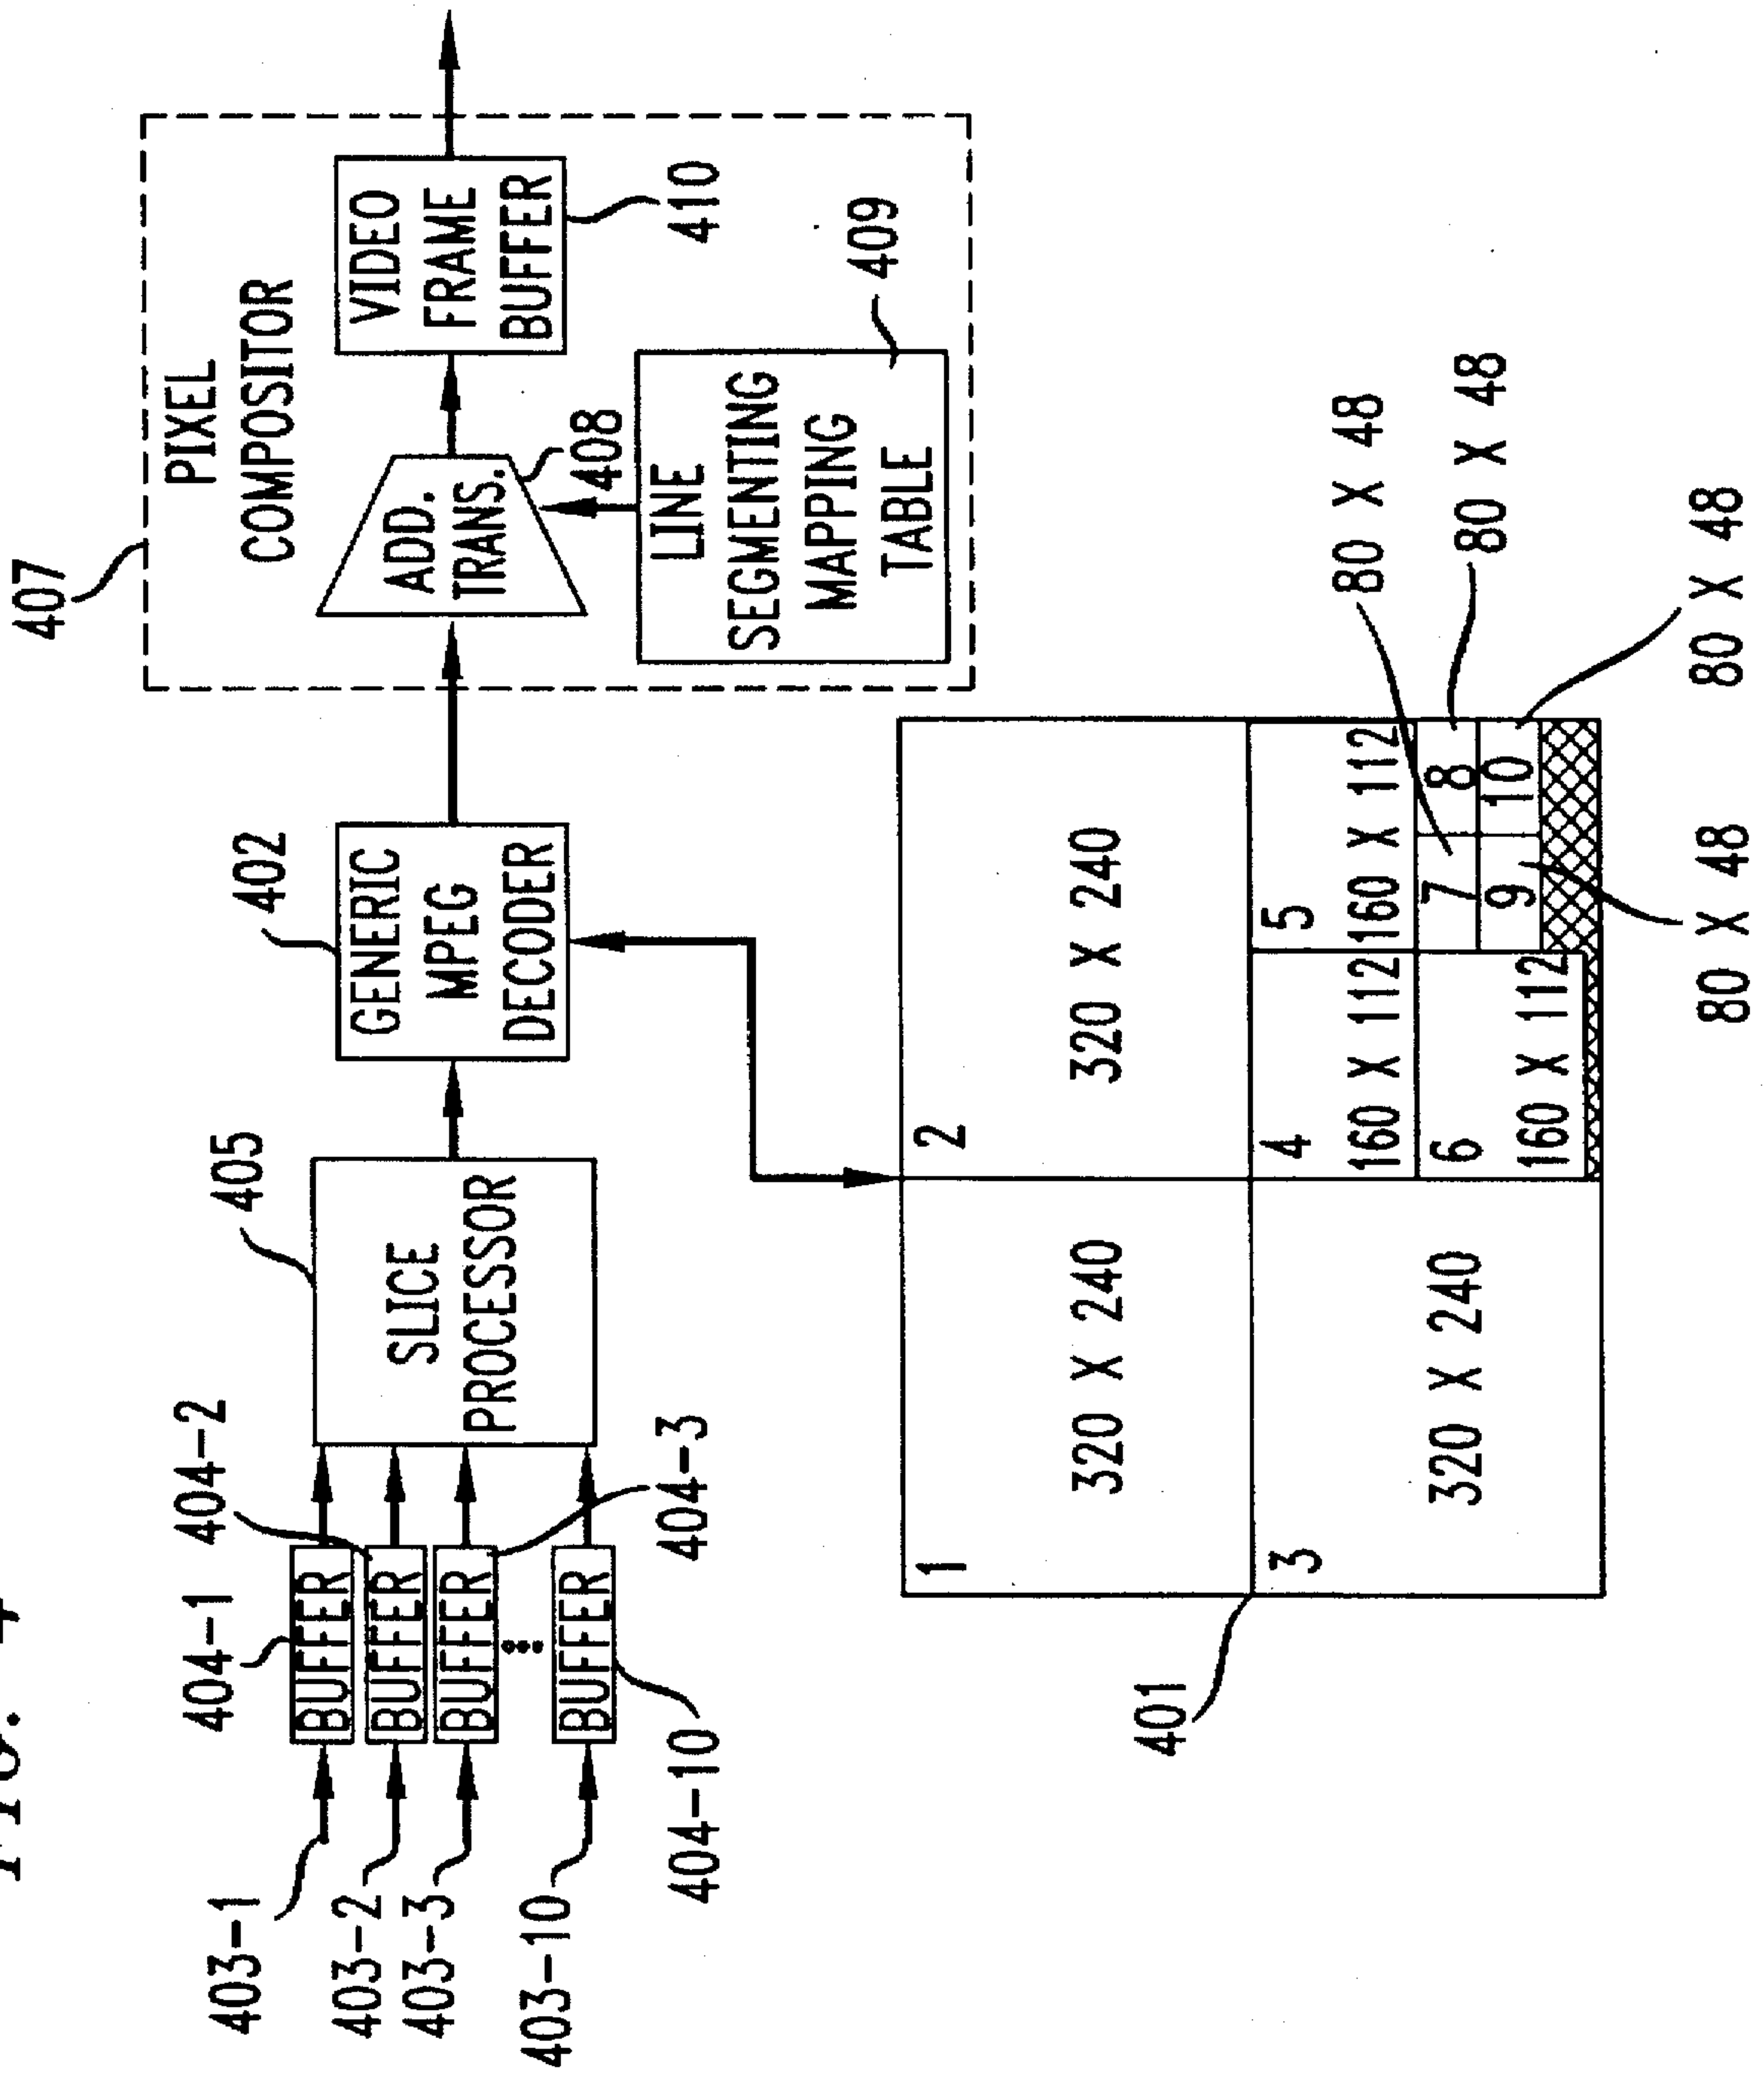 FIG. 4
407
PIXEL
COMPOSITOR
VIDEO
FRAME
BUFFER
410
ADD.
TRANS.
408
LINE
SEGMENTING
MAPPING
TABLE
409
402
GENERIC
MPEG
DECODER
405
SLICE
PROCESSOR
404-1
404-2
BUFFER
BUFFER
BUFFER
BUFFER
404-3
404-10
403-1
403-2
403-3
403-10
401
1
320 X 240
2
320 X 240
3
320 X 240
4
160 X 112
5
160 X 112
6
160 X 112
7
8
9
10
80 X 48
80 X 48
80 X 48
80 X 48